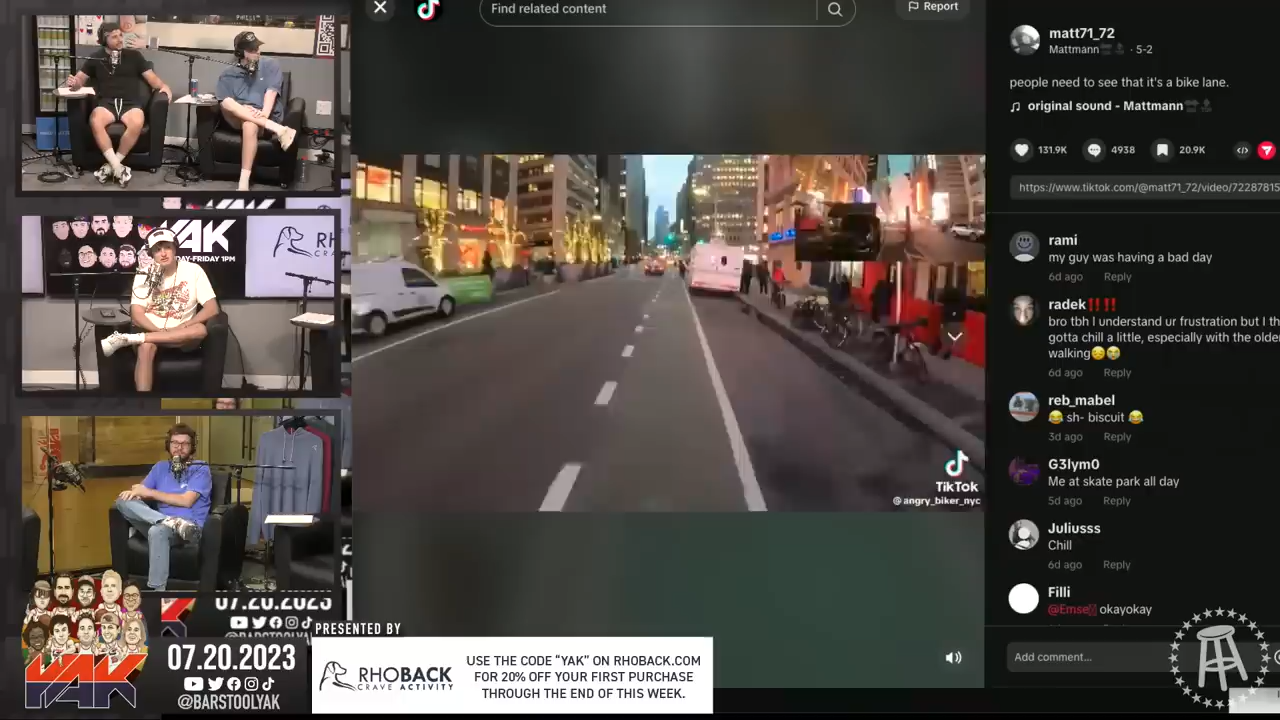 Find related content
Report
matt71_72
Mattmann · 5-2
people need to see that it's a bike lane.
original sound - Mattmann
131.9K
4938
20.9K
https://www.tiktok.com/@matt71_72/video/72287815
rami
my guy was having a bad day
6d ago Reply
radek‼️‼️
bro tbh I understand ur frustration but I th
gotta chill a little, especially with the older
walking😔😭
6d ago Reply
reb_mabel
😂 sh- biscuit 😂
3d ago Reply
G3lym0
Me at skate park all day
5d ago Reply
Juliusss
Chill
6d ago Reply
Filli
@Emse okayokay
Add comment...
TikTok
@angry_biker_nyc
YAK
DAY-FRIDAY 1PM
RH
CRA
07.20.2023
@BARSTOOLYA
YAK
07.20.2023
@BARSTOOLYAK
PRESENTED BY
RHOBACK
CRAVE ACTIVITY
USE THE CODE “YAK” ON RHOBACK.COM
FOR 20% OFF YOUR FIRST PURCHASE
THROUGH THE END OF THIS WEEK.